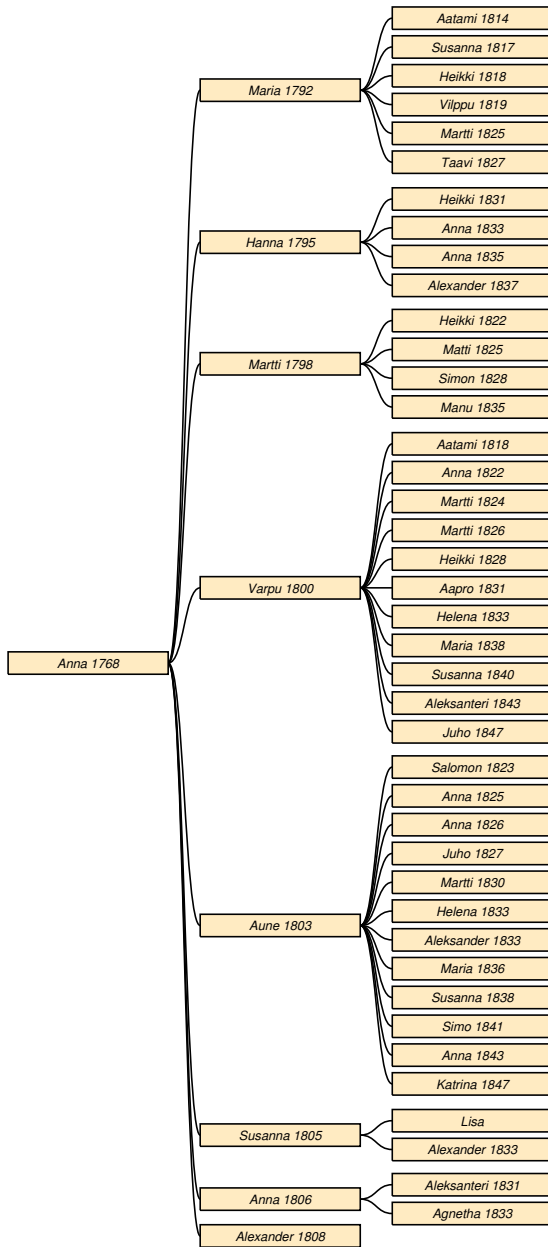 Anna 1768
Maria 1792
Aatami 1814
Susanna 1817
Heikki 1818
Vilppu 1819
Martti 1825
Taavi 1827
Hanna 1795
Heikki 1831
Anna 1833
Anna 1835
Alexander 1837
Martti 1798
Heikki 1822
Matti 1825
Simon 1828
Manu 1835
Varpu 1800
Aatami 1818
Anna 1822
Martti 1824
Martti 1826
Heikki 1828
Aapro 1831
Helena 1833
Maria 1838
Susanna 1840
Aleksanteri 1843
Juho 1847
Aune 1803
Salomon 1823
Anna 1825
Anna 1826
Juho 1827
Martti 1830
Helena 1833
Aleksander 1833
Maria 1836
Susanna 1838
Simo 1841
Anna 1843
Katrina 1847
Susanna 1805
Lisa
Alexander 1833
Anna 1806
Aleksanteri 1831
Agnetha 1833
Alexander 1808